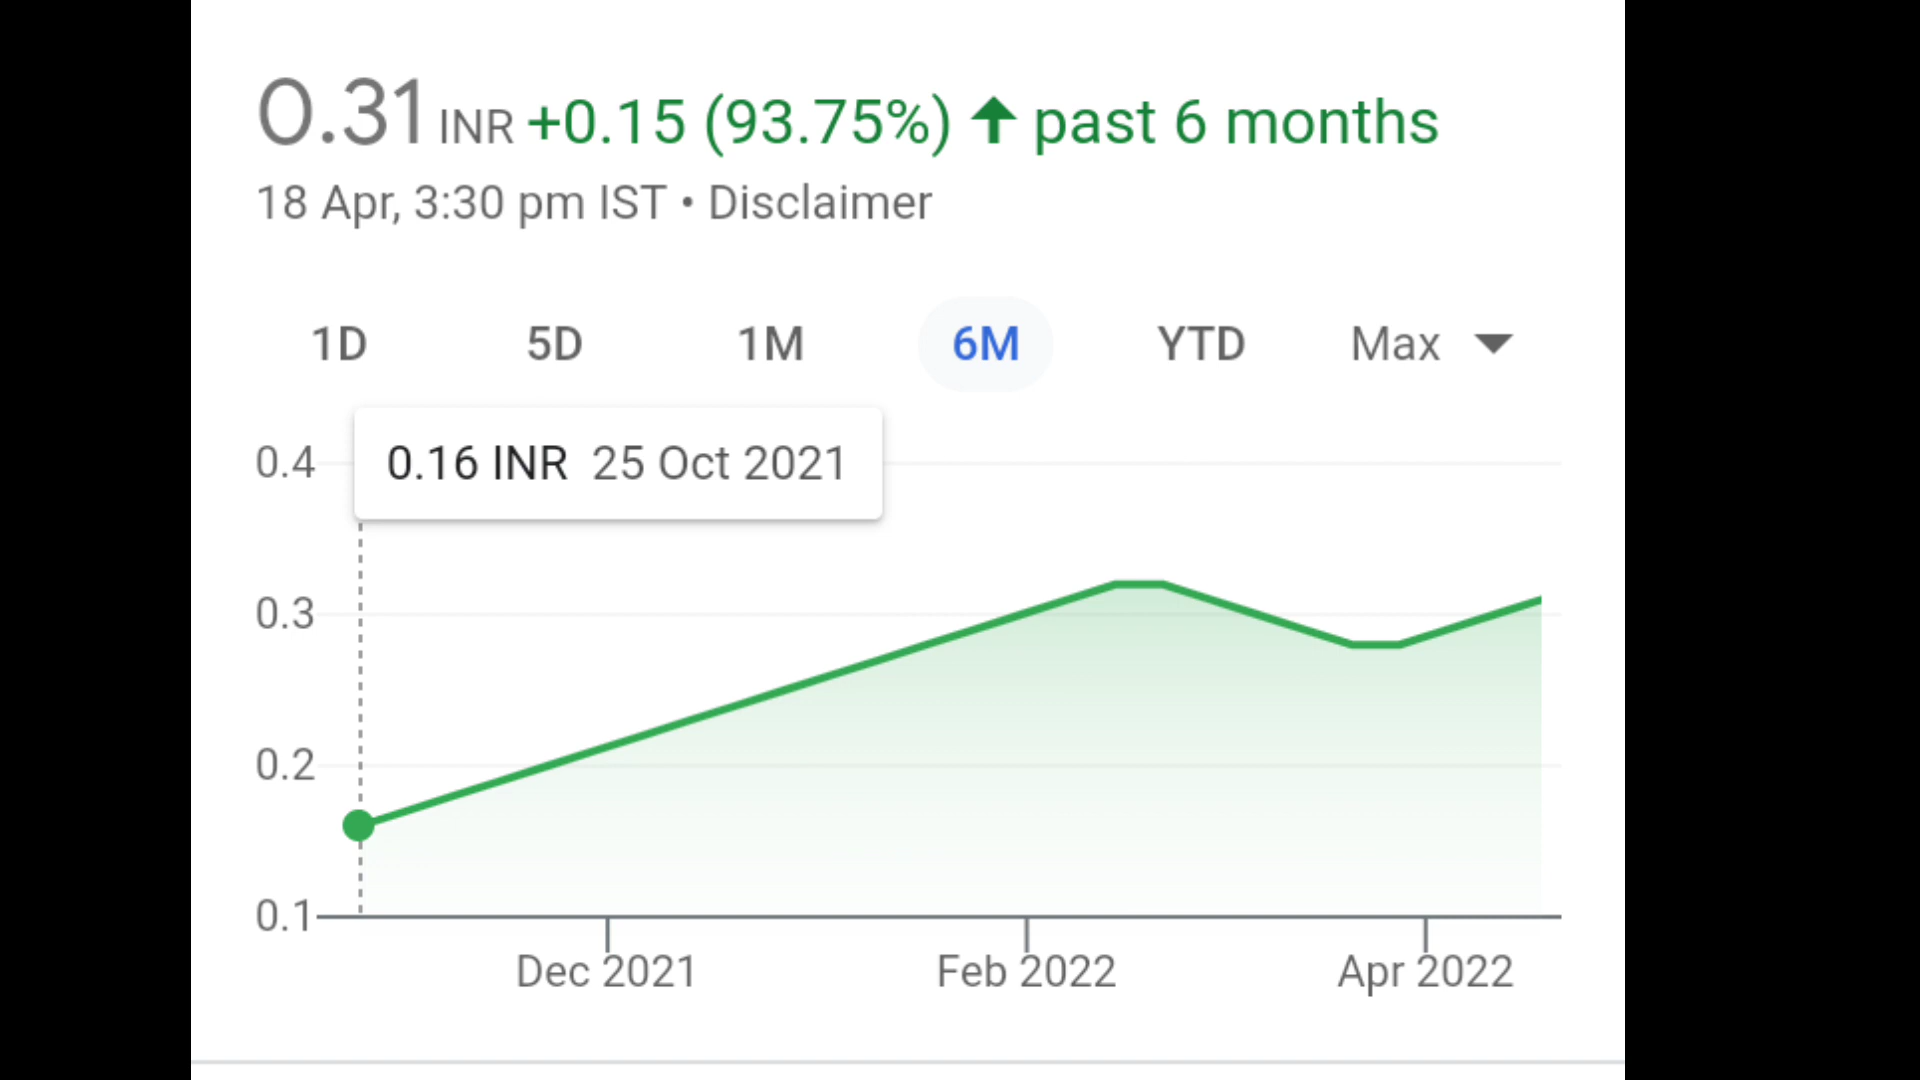 0.31 INR +0.15 (93.75%) ↑ past 6 months
18 Apr, 3:30 pm IST • Disclaimer
1D 5D 1M 6M YTD Max
0.16 INR 25 Oct 2021
0.4
0.3
0.2
0.1
Dec 2021 Feb 2022 Apr 2022